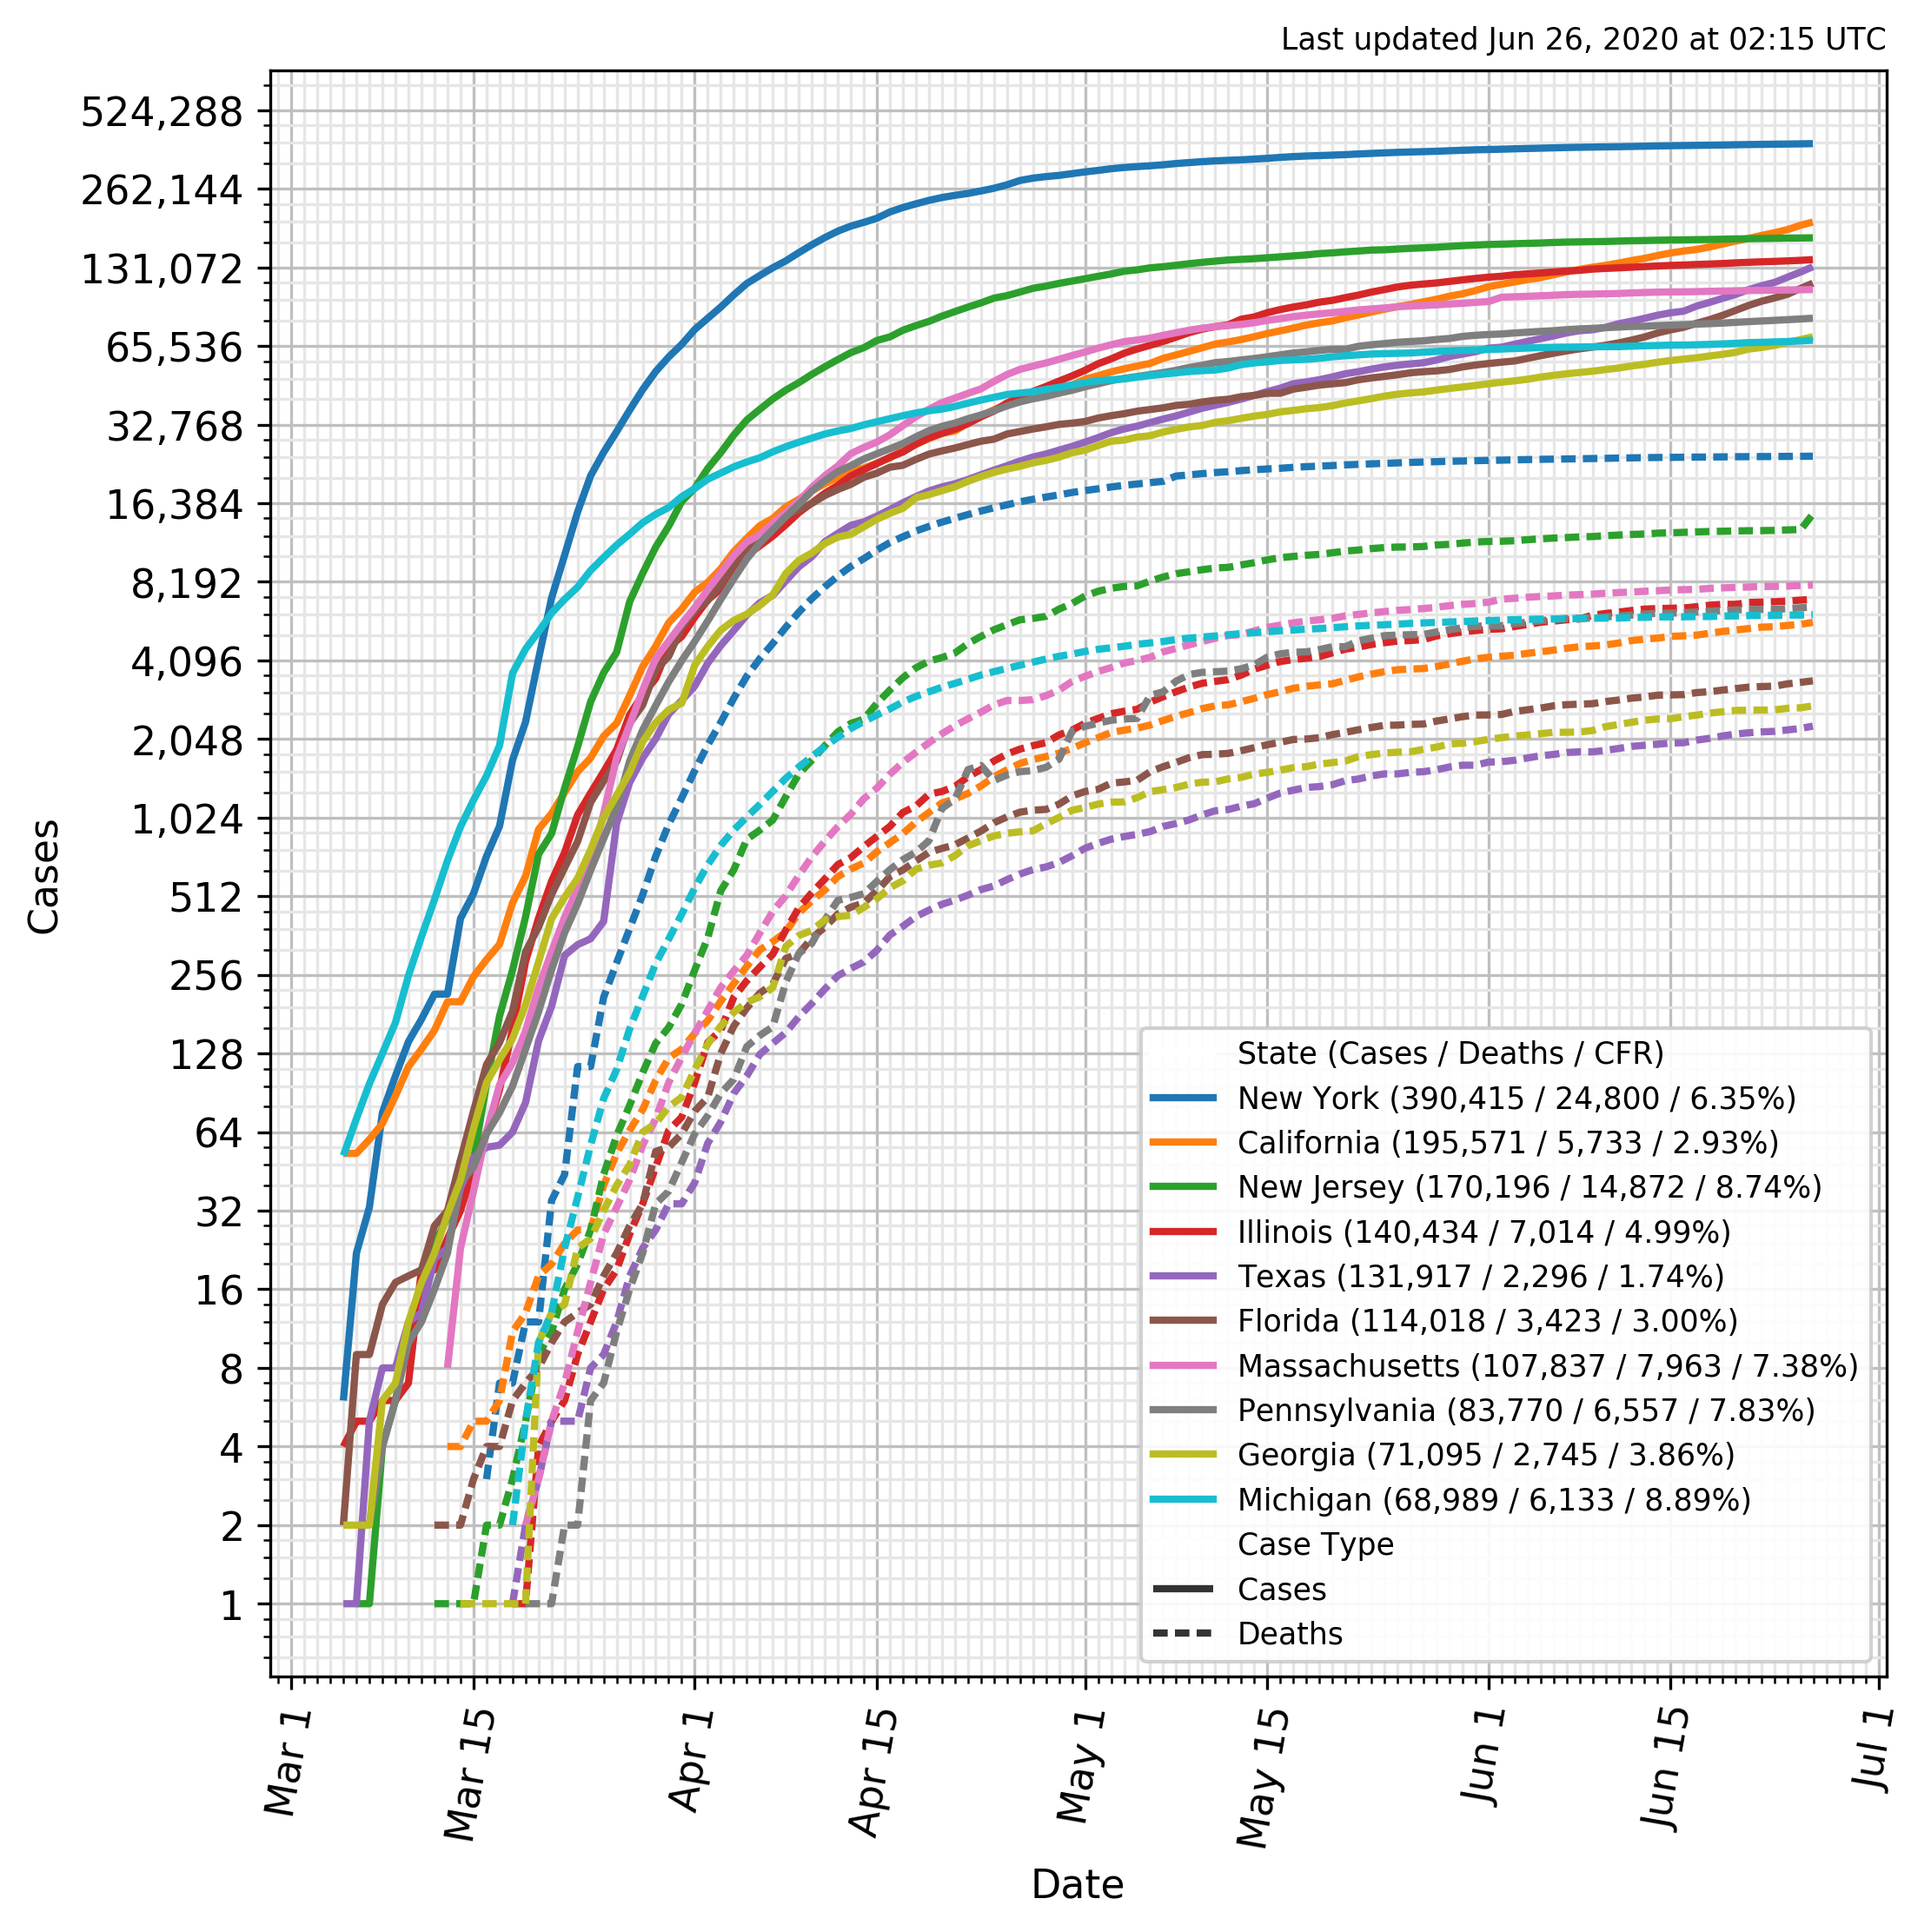 Last updated Jun 26, 2020 at 02:15 UTC
524,288
262,144
131,072
65,536
32,768
16,384
8,192
4,096
2,048
1,024
512
256
128
64
32
16
8
4
2
1
Cases
State (Cases / Deaths / CFR)
New York (390,415 / 24,800 / 6.35%)
California (195,571 / 5,733 / 2.93%)
New Jersey (170,196 / 14,872 / 8.74%)
Illinois (140,434 / 7,014 / 4.99%)
Texas (131,917 / 2,296 / 1.74%)
Florida (114,018 / 3,423 / 3.00%)
Massachusetts (107,837 / 7,963 / 7.38%)
Pennsylvania (83,770 / 6,557 / 7.83%)
Georgia (71,095 / 2,745 / 3.86%)
Michigan (68,989 / 6,133 / 8.89%)
Case Type
Cases
Deaths
Mar 1
Mar 15
Apr 1
Apr 15
May 1
May 15
Jun 1
Jun 15
Jul 1
Date